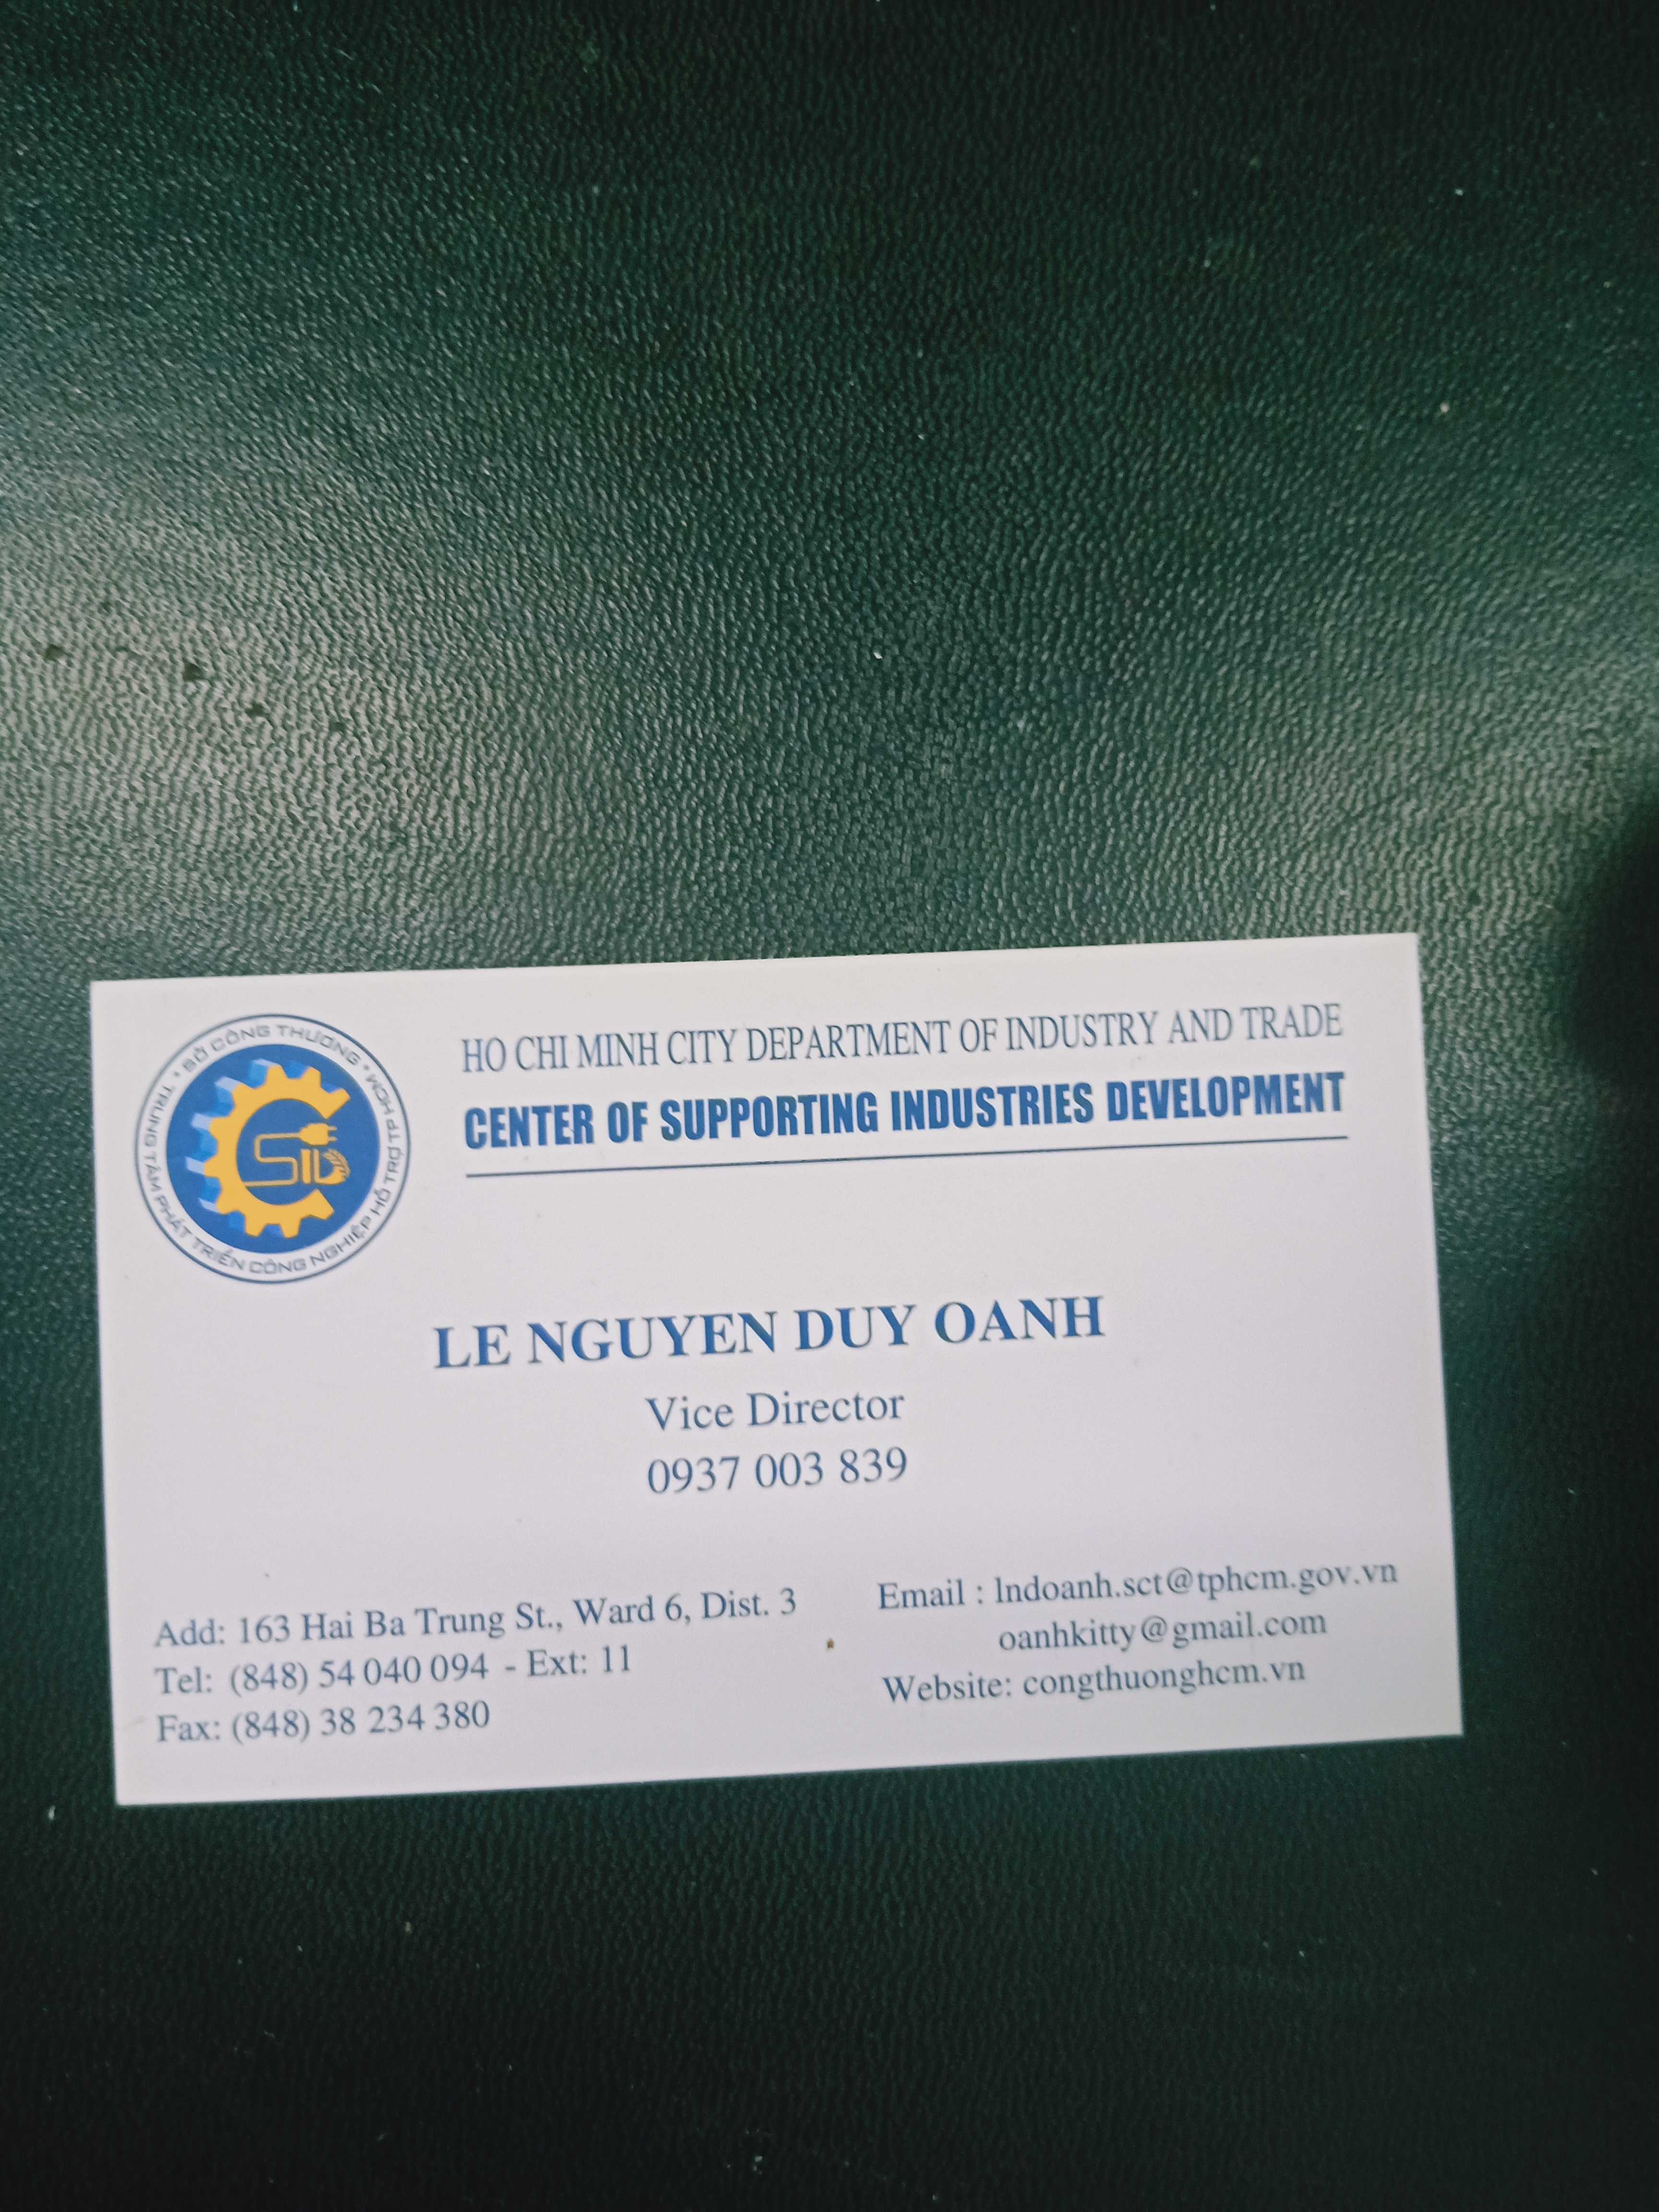 SỞ CÔNG THƯƠNG • TP HCM
TRUNG TÂM PHÁT TRIỂN CÔNG NGHIỆP HỖ TRỢ
CSID
HO CHI MINH CITY DEPARTMENT OF INDUSTRY AND TRADE
CENTER OF SUPPORTING INDUSTRIES DEVELOPMENT
LE NGUYEN DUY OANH
Vice Director
0937 003 839
Add: 163 Hai Ba Trung St., Ward 6, Dist. 3
Tel: (848) 54 040 094 - Ext: 11
Fax: (848) 38 234 380
Email : lndoanh.sct@tphcm.gov.vn
oanhkitty@gmail.com
Website: congthuonghcm.vn